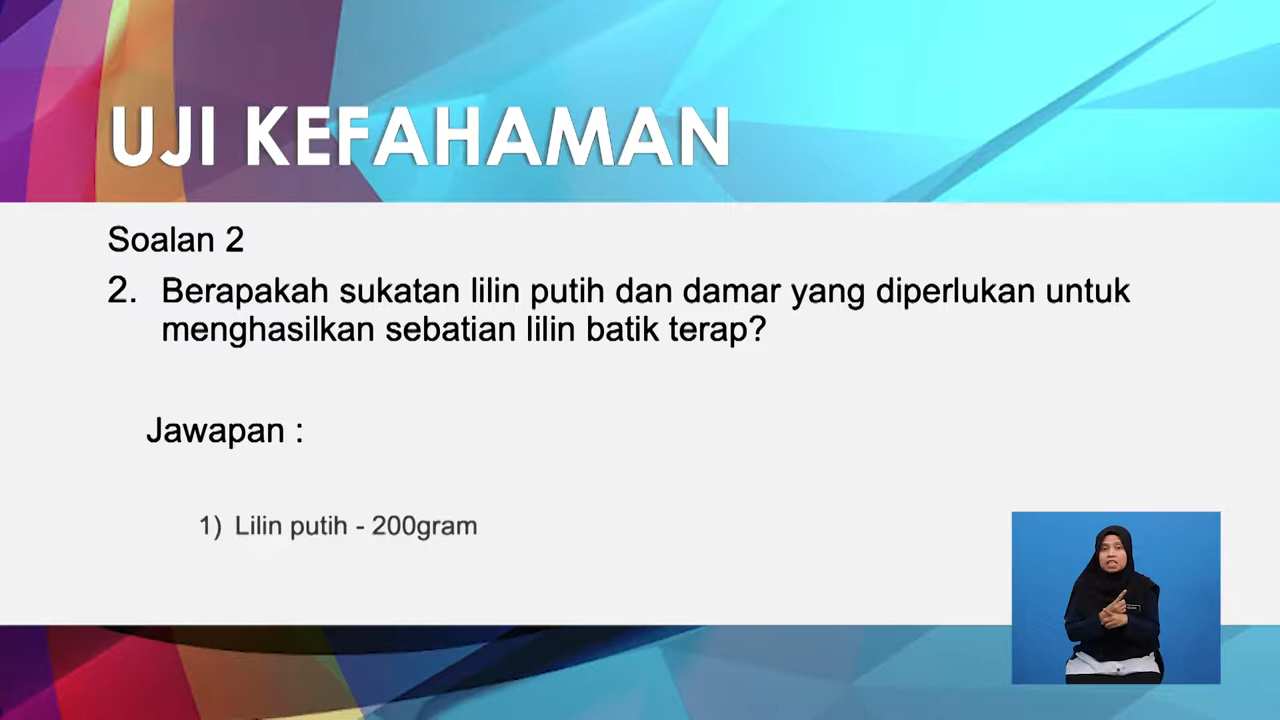 UJI KEFAHAMAN
Soalan 2
2. Berapakah sukatan lilin putih dan damar yang diperlukan untuk
menghasilkan sebatian lilin batik terap?
Jawapan :
1) Lilin putih - 200gram